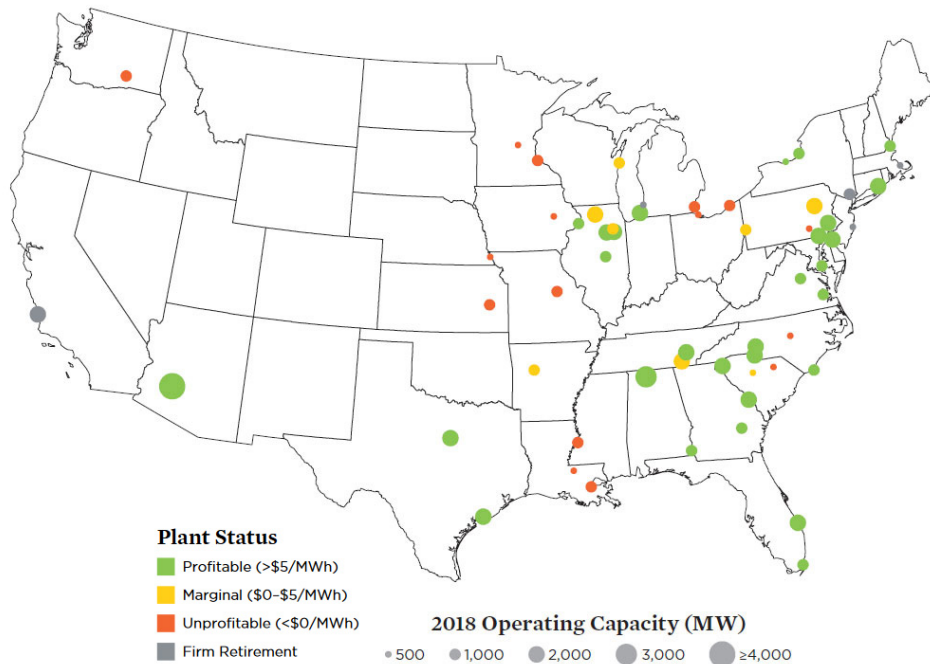 Plant Status
Profitable (>$5/MWh)
Marginal ($0–$5/MWh)
Unprofitable (<$0/MWh)
Firm Retirement
2018 Operating Capacity (MW)
500 1,000 2,000 3,000 ≥4,000